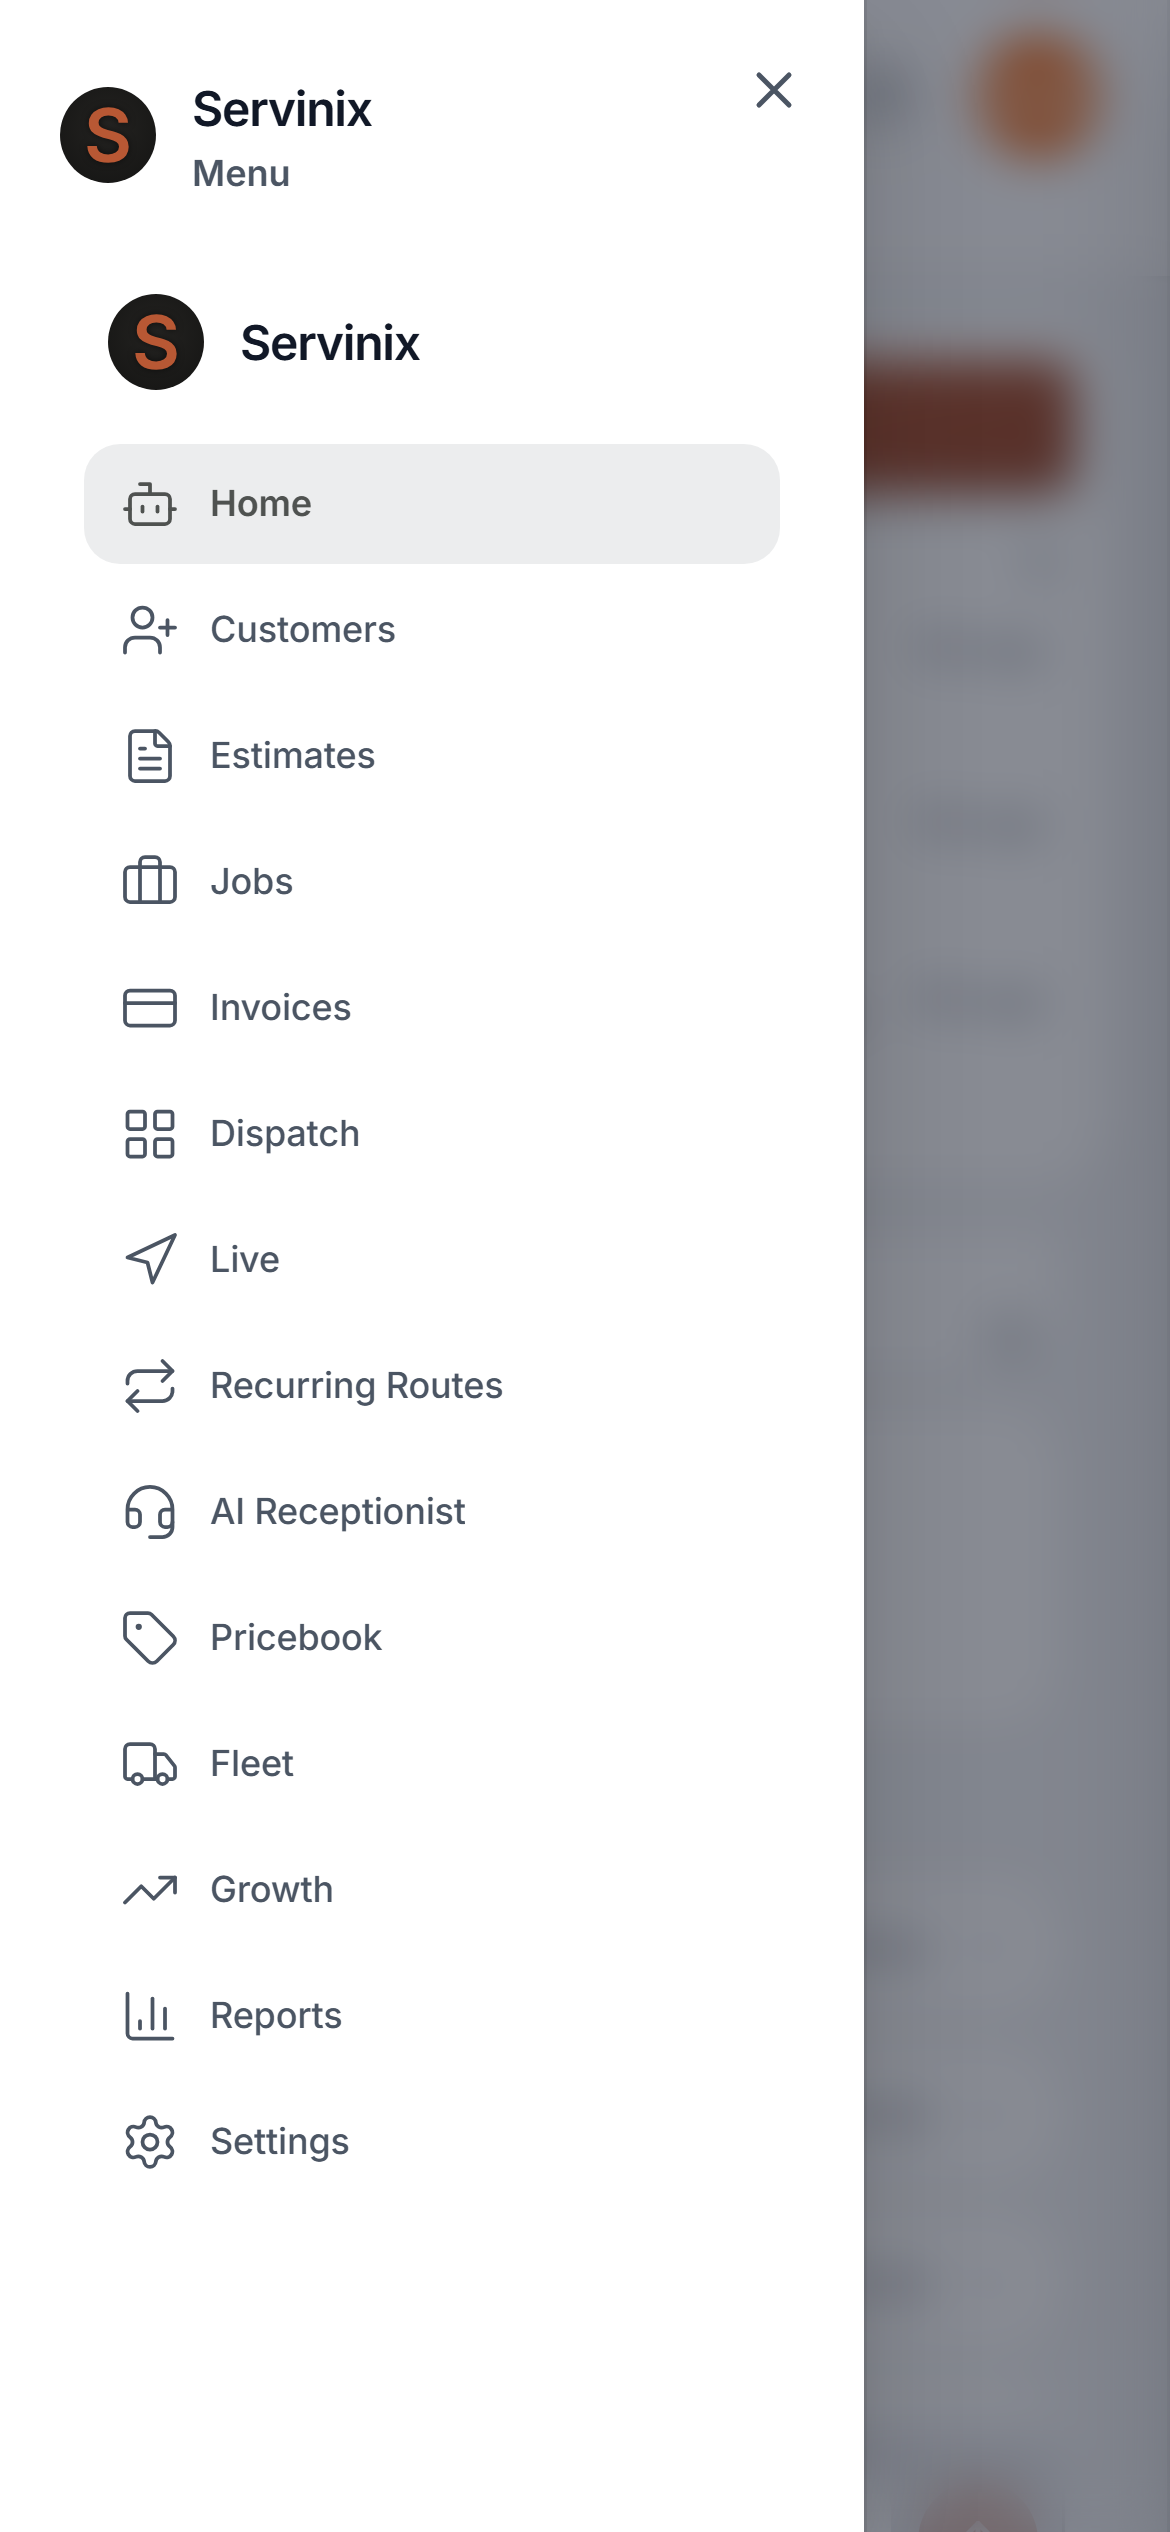 S
Servinix
Menu
S
Servinix
Home
Customers
Estimates
Jobs
Invoices
Dispatch
Live
Recurring Routes
AI Receptionist
Pricebook
Fleet
Growth
Reports
Settings